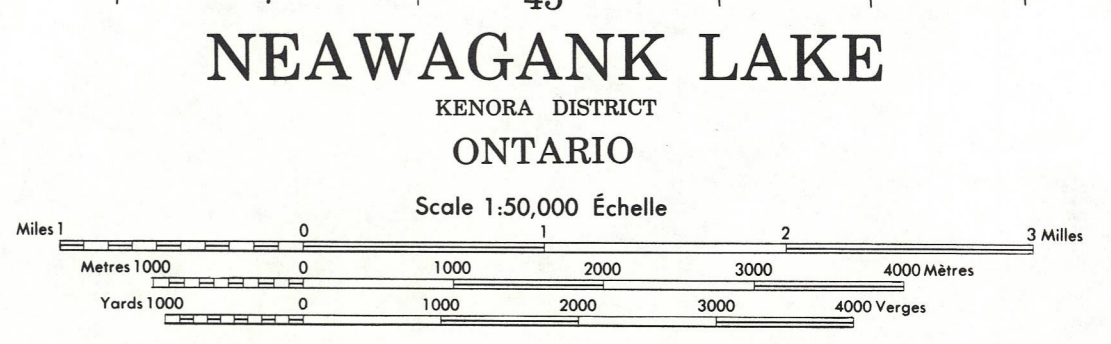 NEAWAGANK LAKE
KENORA DISTRICT
ONTARIO
Scale 1:50,000 Échelle
Miles 1 0 1 2 3 Milles
Metres 1000 0 1000 2000 3000 4000 Mètres
Yards 1000 0 1000 2000 3000 4000 Verges